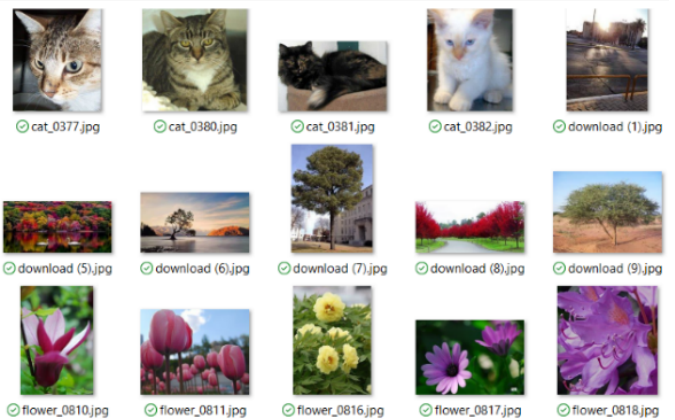 cat_0377.jpg
cat_0380.jpg
cat_0381.jpg
cat_0382.jpg
download (1).jpg
download (5).jpg
download (6).jpg
download (7).jpg
download (8).jpg
download (9).jpg
flower_0810.jpg
flower_0811.jpg
flower_0816.jpg
flower_0817.jpg
flower_0818.jpg